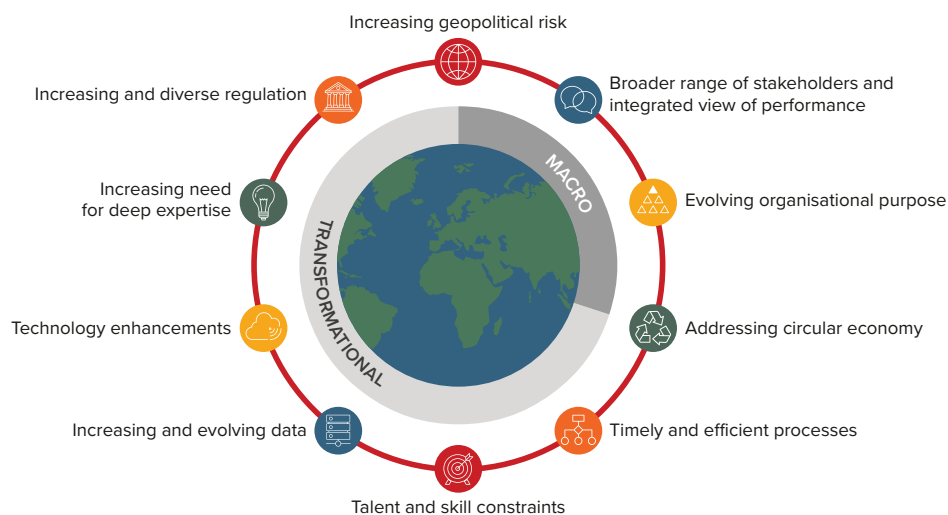 Increasing geopolitical risk
Broader range of stakeholders and
integrated view of performance
Evolving organisational purpose
Addressing circular economy
Timely and efficient processes
Talent and skill constraints
Increasing and evolving data
Technology enhancements
Increasing need
for deep expertise
Increasing and diverse regulation
MACRO
TRANSFORMATIONAL